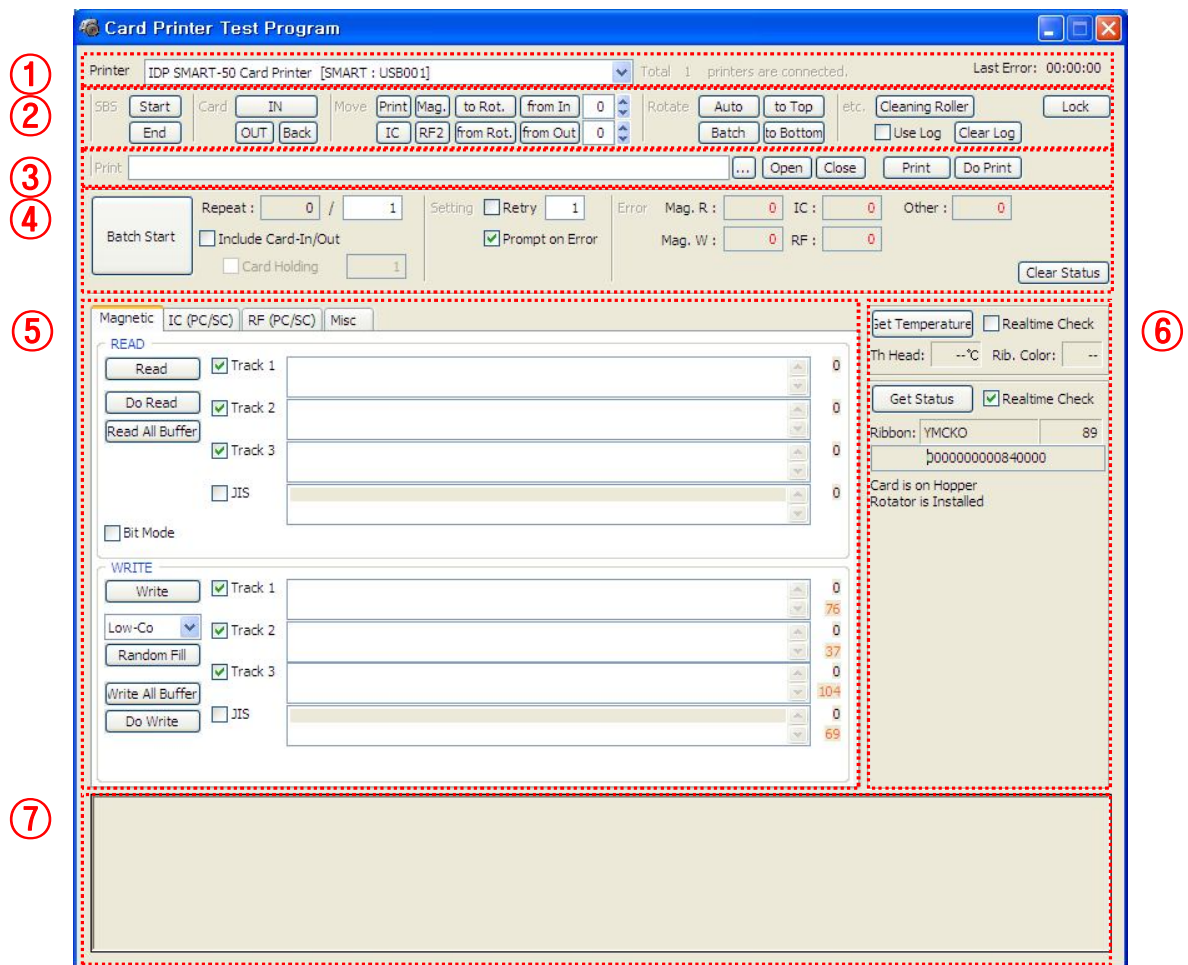 Card Printer Test Program
① Printer IDP SMART-50 Card Printer [SMART : USB001] Total 1 printers are connected. Last Error: 00:00:00
② SBS Start Card IN Move Print Mag. to Rot. from In 0 Rotate Auto to Top etc. Cleaning Roller Lock
End OUT Back IC RF2 from Rot. from Out 0 Batch to Bottom Use Log Clear Log
③ Print ... Open Close Print Do Print
④ Batch Start Repeat : 0 / 1 Setting Retry 1 Error Mag. R : 0 IC : 0 Other : 0
Include Card-In/Out Prompt on Error Mag. W : 0 RF : 0
Card Holding 1 Clear Status
⑤ Magnetic IC (PC/SC) RF (PC/SC) Misc
READ
Read Track 1 0
Do Read Track 2 0
Read All Buffer
Track 3 0
JIS 0
Bit Mode
WRITE
Write Track 1 0
76
Low-Co Track 2 0
Random Fill 37
Track 3 0
Write All Buffer 104
Do Write JIS 0
69
⑥ Get Temperature Realtime Check
Th Head: --℃ Rib. Color: --
Get Status Realtime Check
Ribbon: YMCKO 89
0000000000840000
Card is on Hopper
Rotator is Installed
⑦